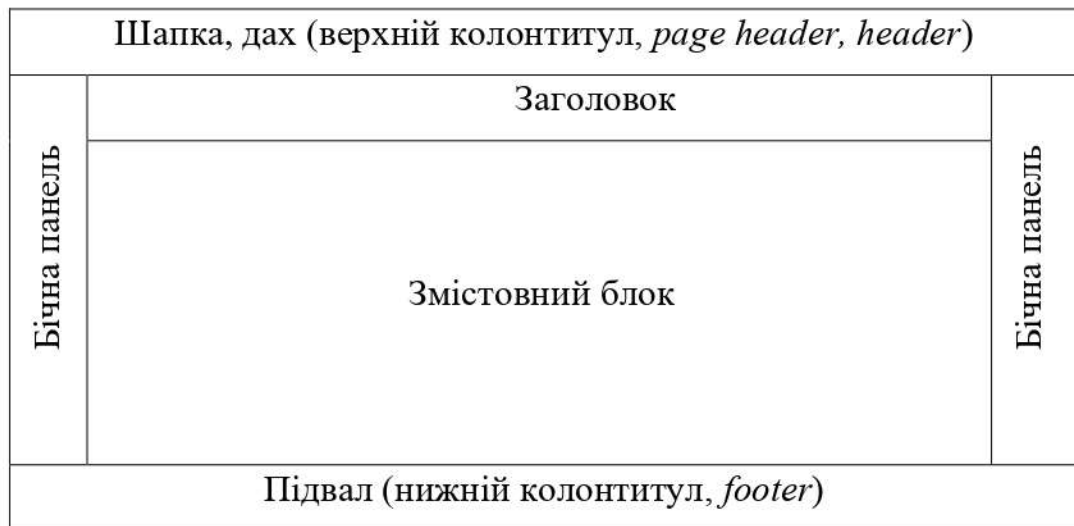 Шапка, дах (верхній колонтитул, page header, header)
Бічна панель
Заголовок
Змістовний блок
Бічна панель
Підвал (нижній колонтитул, footer)